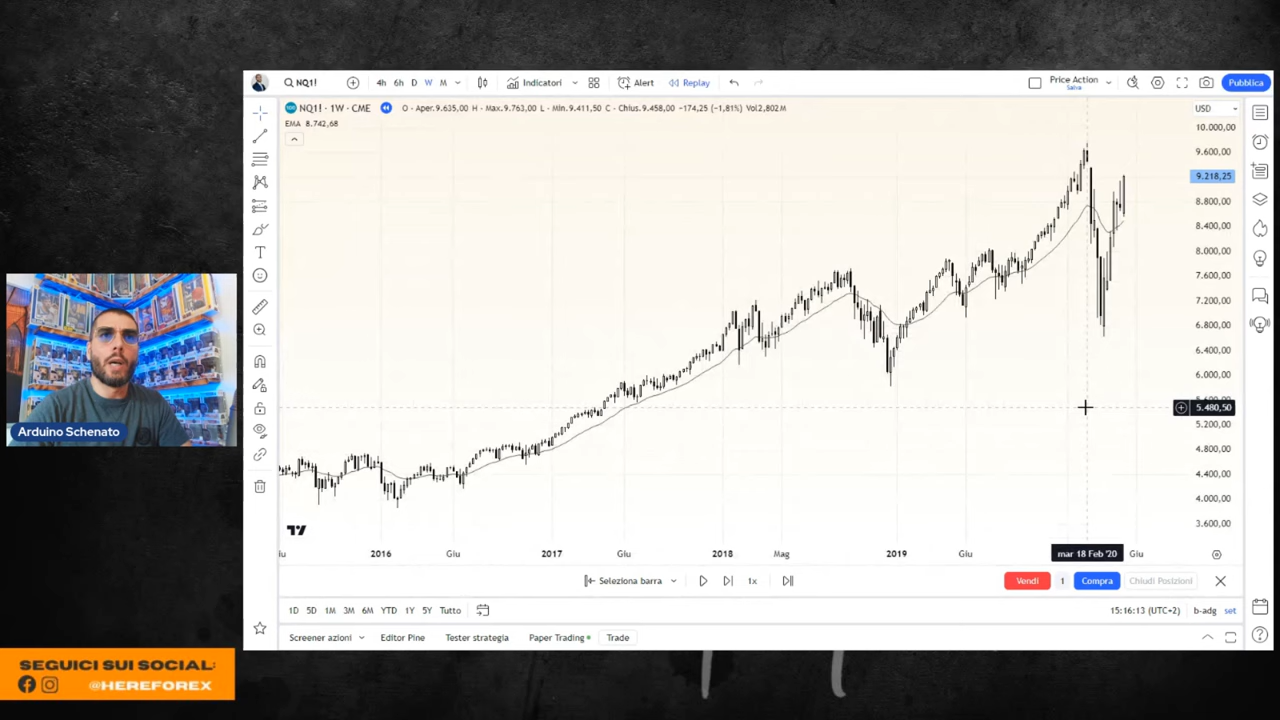 NQ1!
4h 6h D W M
Indicatori
Alert
Replay
Price Action
Salva
Pubblica
NQ1! · 1W · CME
O - Aper.9.635,00 H - Max.9.763,00 L - Min.9.411,50 C - Chius.9.458,00 −174,25 (−1,81%) Vol2,802M
EMA 8.742,68
USD
10.000,00
9.600,00
9.218,25
8.800,00
8.400,00
8.000,00
7.600,00
7.200,00
6.800,00
6.400,00
6.000,00
5.480,50
5.200,00
4.800,00
4.400,00
4.000,00
3.600,00
Arduino Schenato
iu 2016 Giu 2017 Giu 2018 Mag 2019 Giu mar 18 Feb '20 Giu
Seleziona barra
1x
Vendi 1 Compra Chiudi Posizioni
1D 5D 1M 3M 6M YTD 1Y 5Y Tutto
15:16:13 (UTC+2) b-adg set
Screener azioni Editor Pine Tester strategia Paper Trading Trade
SEGUICI SUI SOCIAL:
@HEREFOREX